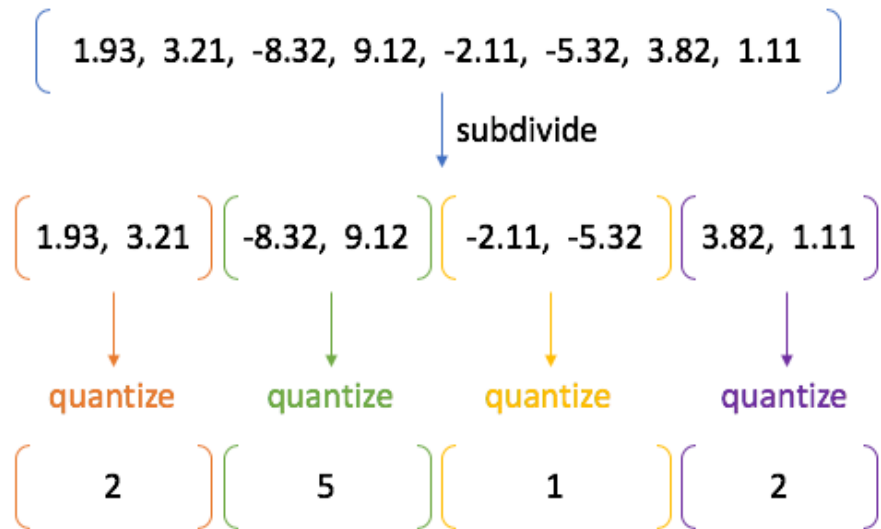 1.93, 3.21, -8.32, 9.12, -2.11, -5.32, 3.82, 1.11
subdivide
1.93, 3.21 -8.32, 9.12 -2.11, -5.32 3.82, 1.11
quantize quantize quantize quantize
2 5 1 2